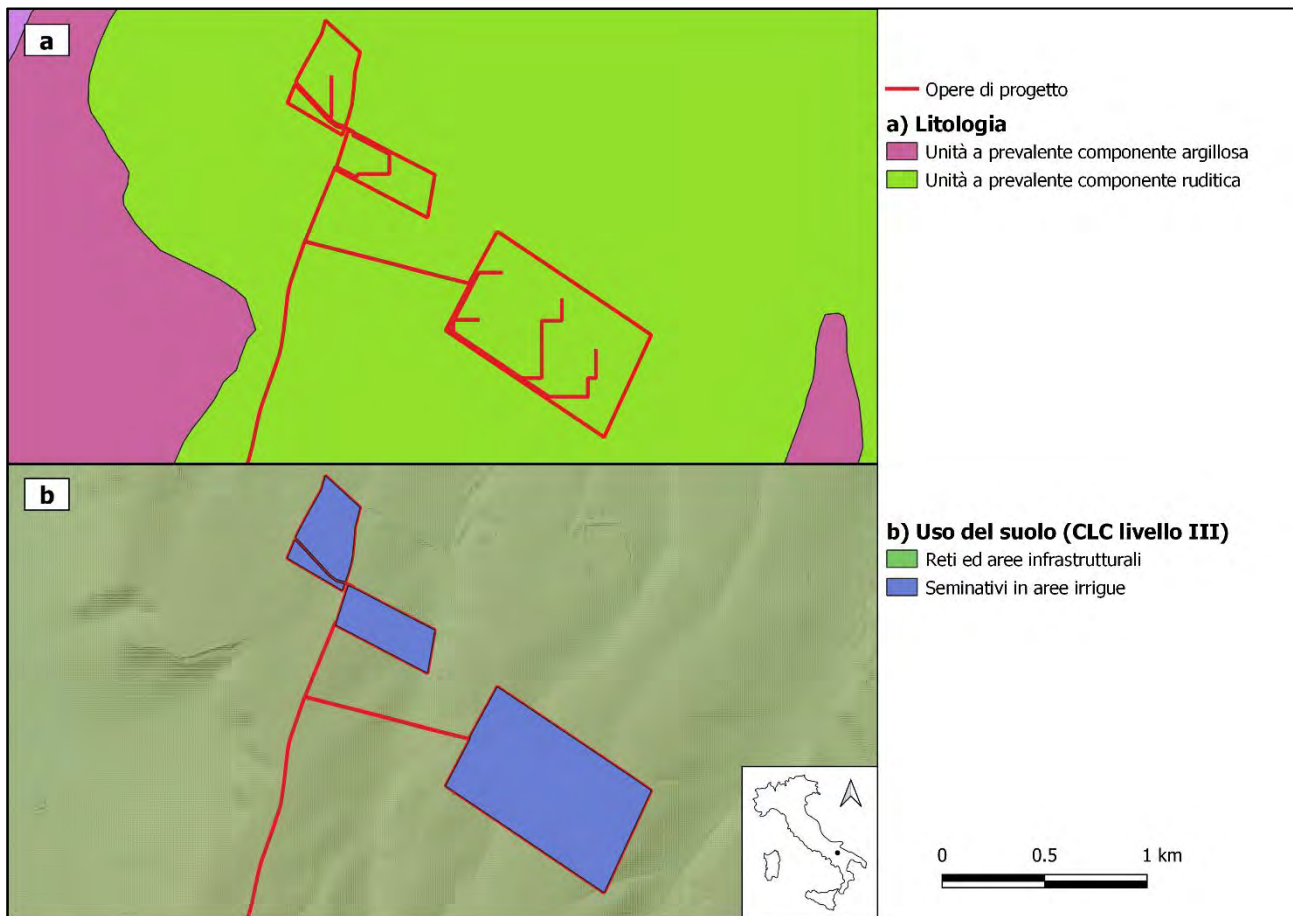 a
Opere di progetto
a) Litologia
Unità a prevalente componente argillosa
Unità a prevalente componente ruditica
b
b) Uso del suolo (CLC livello III)
Reti ed aree infrastrutturali
Seminativi in aree irrigue
0 0.5 1 km